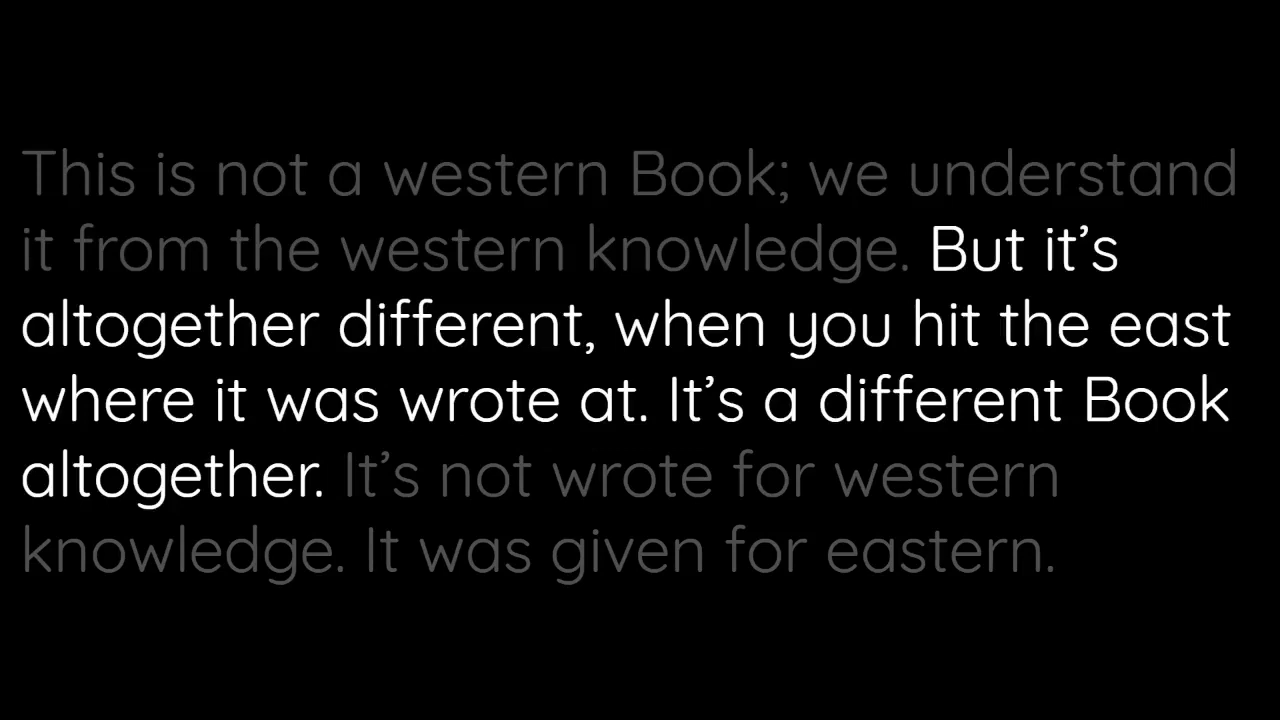 This is not a western Book; we understand
it from the western knowledge. But it’s
altogether different, when you hit the east
where it was wrote at. It’s a different Book
altogether. It’s not wrote for western
knowledge. It was given for eastern.